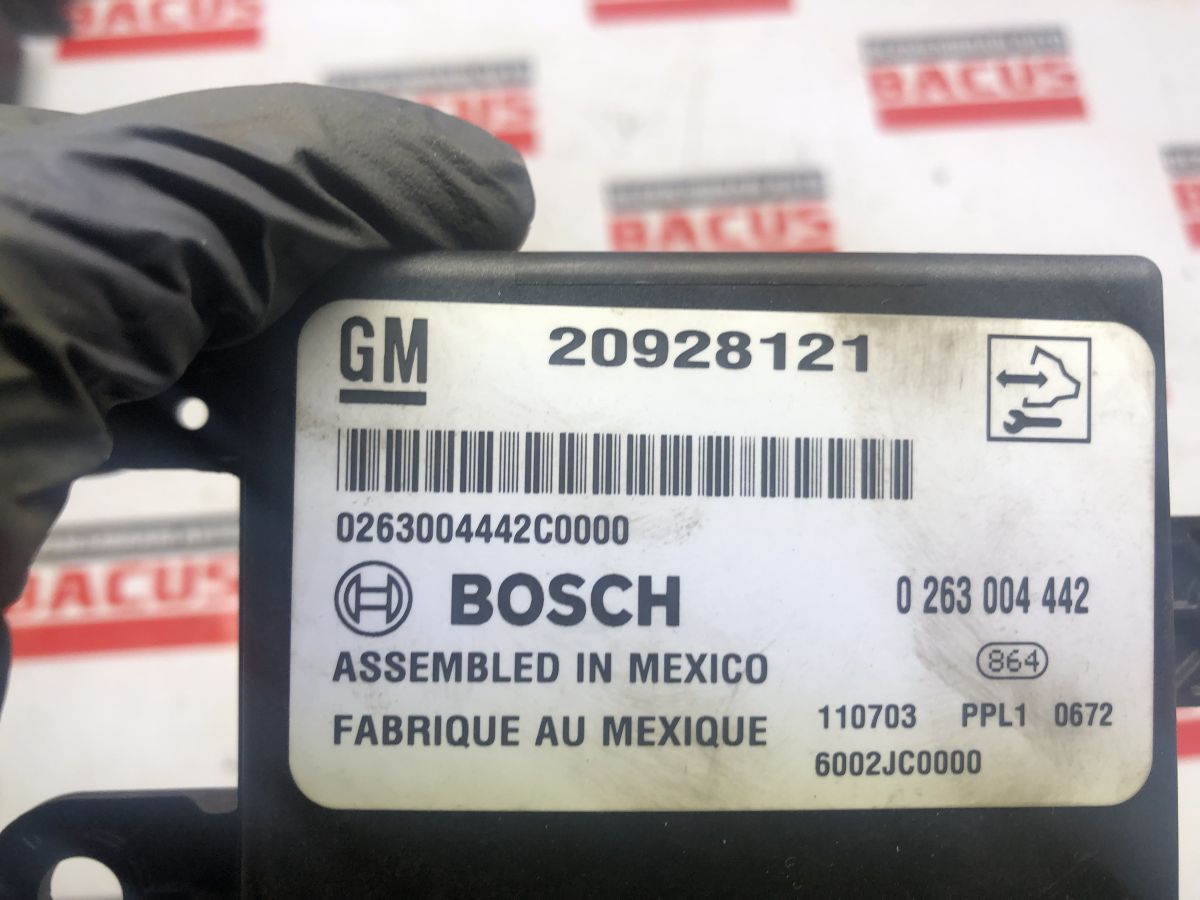 BACUS
BACUS
BACUS
GM 20928121
0263004442C0000
BOSCH 0 263 004 442
ASSEMBLED IN MEXICO
864
FABRIQUE AU MEXIQUE
110703 PPL1 0672
6002JC0000
BACUS